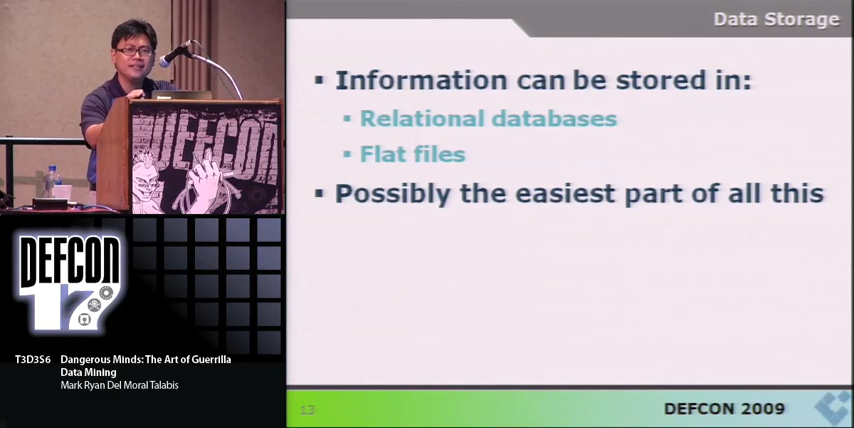 DEFCON
DEFCON
17
T3D3S6 Dangerous Minds: The Art of Guerrilla
Data Mining
Mark Ryan Del Moral Talabis
Data Storage
▪ Information can be stored in:
▪ Relational databases
▪ Flat files
▪ Possibly the easiest part of all this
13
DEFCON 2009